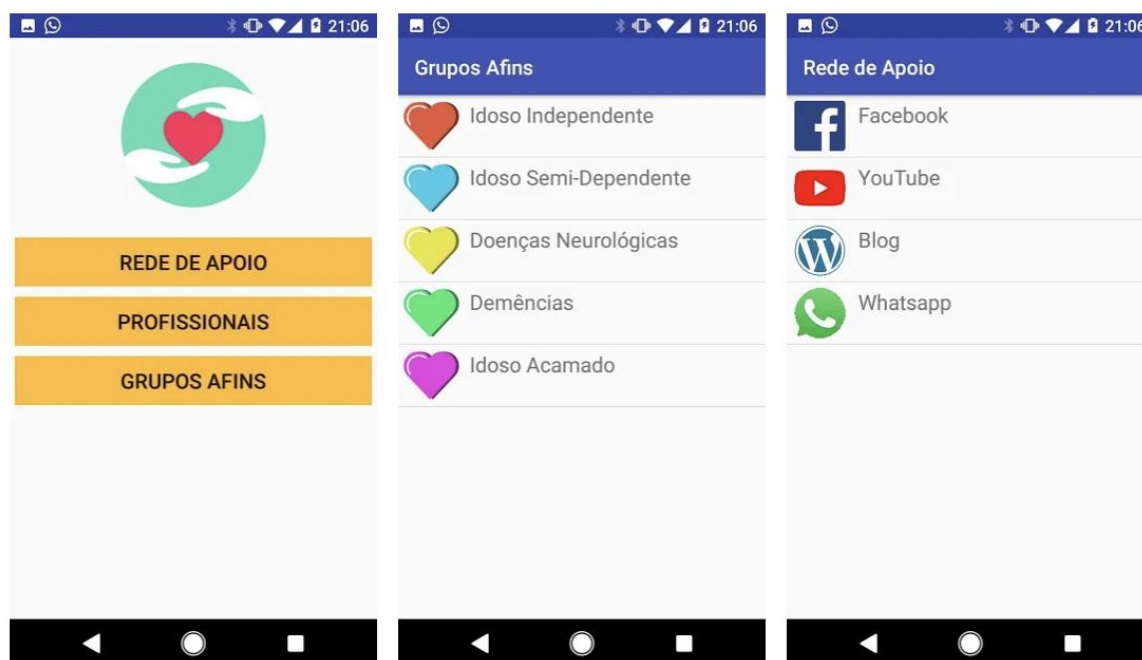 21:06
REDE DE APOIO
PROFISSIONAIS
GRUPOS AFINS
21:06
Grupos Afins
Idoso Independente
Idoso Semi-Dependente
Doenças Neurológicas
Demências
Idoso Acamado
21:06
Rede de Apoio
Facebook
YouTube
Blog
Whatsapp